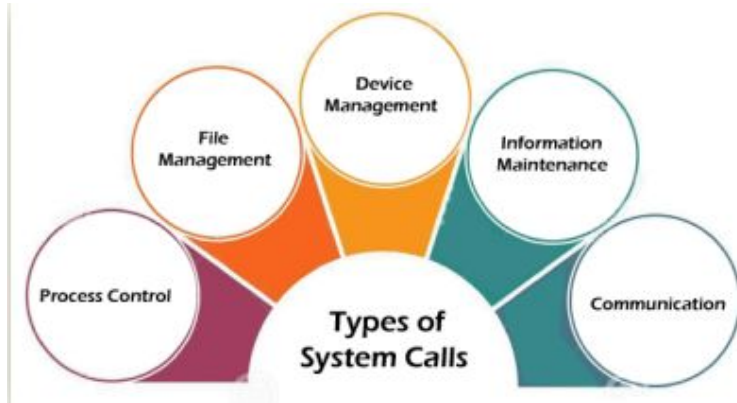 Device
Management
File
Management
Information
Maintenance
Process Control
Communication
Types of
System Calls